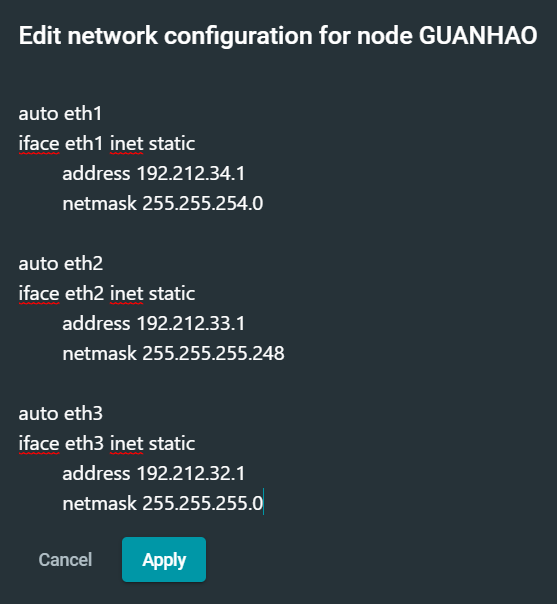 Edit network configuration for node GUANHAO
auto eth1
iface eth1 inet static
address 192.212.34.1
netmask 255.255.254.0
auto eth2
iface eth2 inet static
address 192.212.33.1
netmask 255.255.255.248
auto eth3
iface eth3 inet static
address 192.212.32.1
netmask 255.255.255.0
Cancel Apply